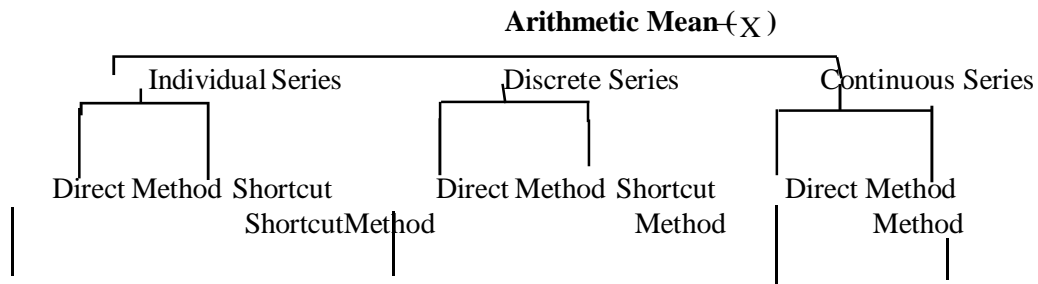 Arithmetic Mean ( X )
Individual Series Discrete Series Continuous Series
Direct Method Shortcut Direct Method Shortcut Direct Method
ShortcutMethod Method Method